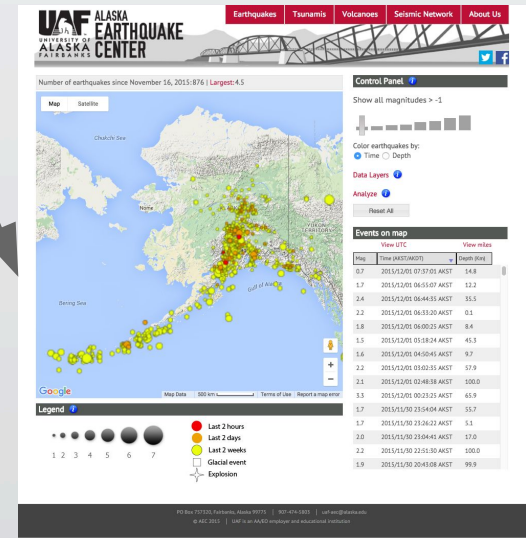 UAF
UNIVERSITY OF
ALASKA
FAIRBANKS
ALASKA
EARTHQUAKE
CENTER
Earthquakes Tsunamis Volcanoes Seismic Network About Us
Number of earthquakes since November 16, 2015:876 | Largest:4.5
Map Satellite
Chukchi Sea
Nome
YUKON
TERRITORY
Gulf of Alaska
Bering Sea
Google
Map Data 500 km Terms of Use Report a map error
Legend
1 2 3 4 5 6 7
Last 2 hours
Last 2 days
Last 2 weeks
Glacial event
Explosion
Control Panel
Show all magnitudes > -1
Color earthquakes by:
Time Depth
Data Layers
Analyze
Reset All
Events on map
View UTC View miles
Mag Time (AKST/AKDT) Depth (Km)
0.7 2015/12/01 07:37:01 AKST 14.8
1.7 2015/12/01 06:55:07 AKST 12.2
2.4 2015/12/01 06:44:35 AKST 35.5
2.2 2015/12/01 06:33:20 AKST 0.1
1.8 2015/12/01 06:00:25 AKST 8.4
1.5 2015/12/01 05:18:24 AKST 45.3
1.6 2015/12/01 04:50:45 AKST 9.7
2.2 2015/12/01 03:02:35 AKST 57.9
2.1 2015/12/01 02:48:38 AKST 100.0
3.3 2015/12/01 00:23:25 AKST 65.9
1.7 2015/11/30 23:54:04 AKST 55.7
1.7 2015/11/30 23:26:22 AKST 5.1
2.0 2015/11/30 23:04:41 AKST 17.0
2.2 2015/11/30 22:51:30 AKST 100.0
1.9 2015/11/30 20:43:08 AKST 99.9
PO Box 757320, Fairbanks, Alaska 99775 | 907-474-5803 | uaf-aec@alaska.edu
© AEC 2013 | UAF is an AA/EO employer and educational institution